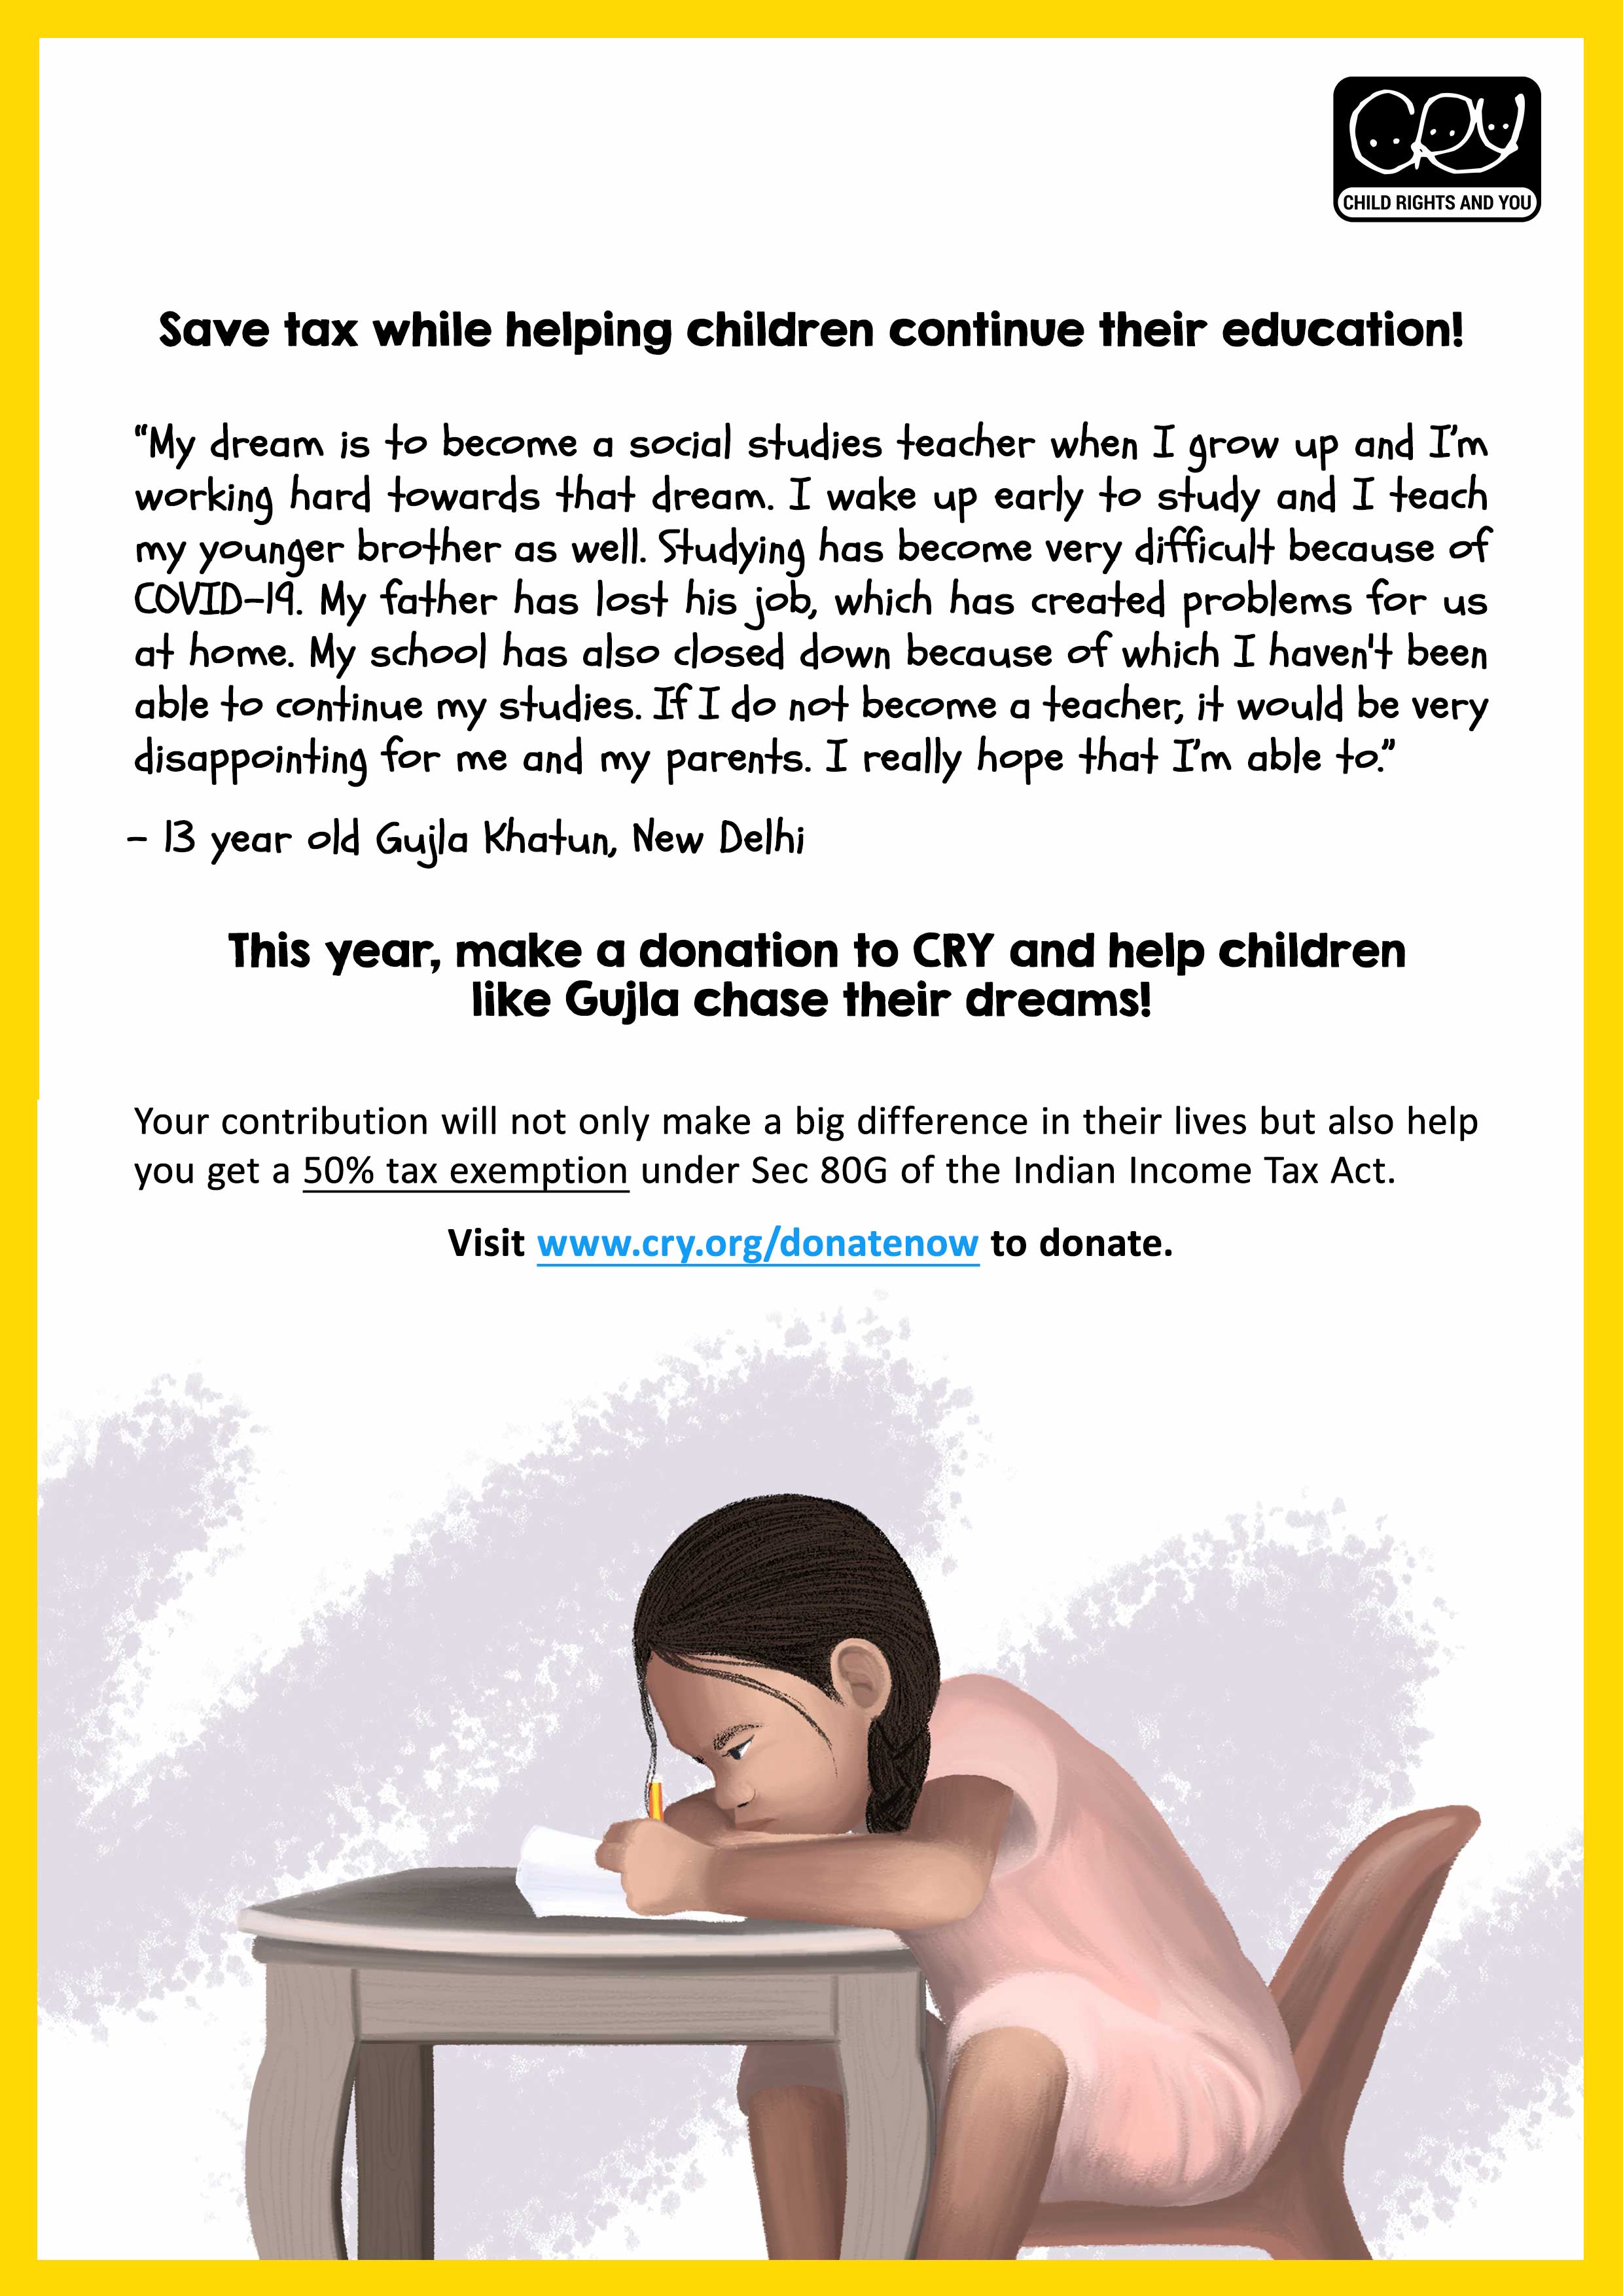 CRY
CHILD RIGHTS AND YOU
Save tax while helping children continue their education!
“My dream is to become a social studies teacher when I grow up and I’m
working hard towards that dream. I wake up early to study and I teach
my younger brother as well. Studying has become very difficult because of
COVID-19. My father has lost his job, which has created problems for us
at home. My school has also closed down because of which I haven't been
able to continue my studies. If I do not become a teacher, it would be very
disappointing for me and my parents. I really hope that I’m able to.”
- 13 year old Gujla Khatun, New Delhi
This year, make a donation to CRY and help children
like Gujla chase their dreams!
Your contribution will not only make a big difference in their lives but also help
you get a 50% tax exemption under Sec 80G of the Indian Income Tax Act.
Visit www.cry.org/donatenow to donate.